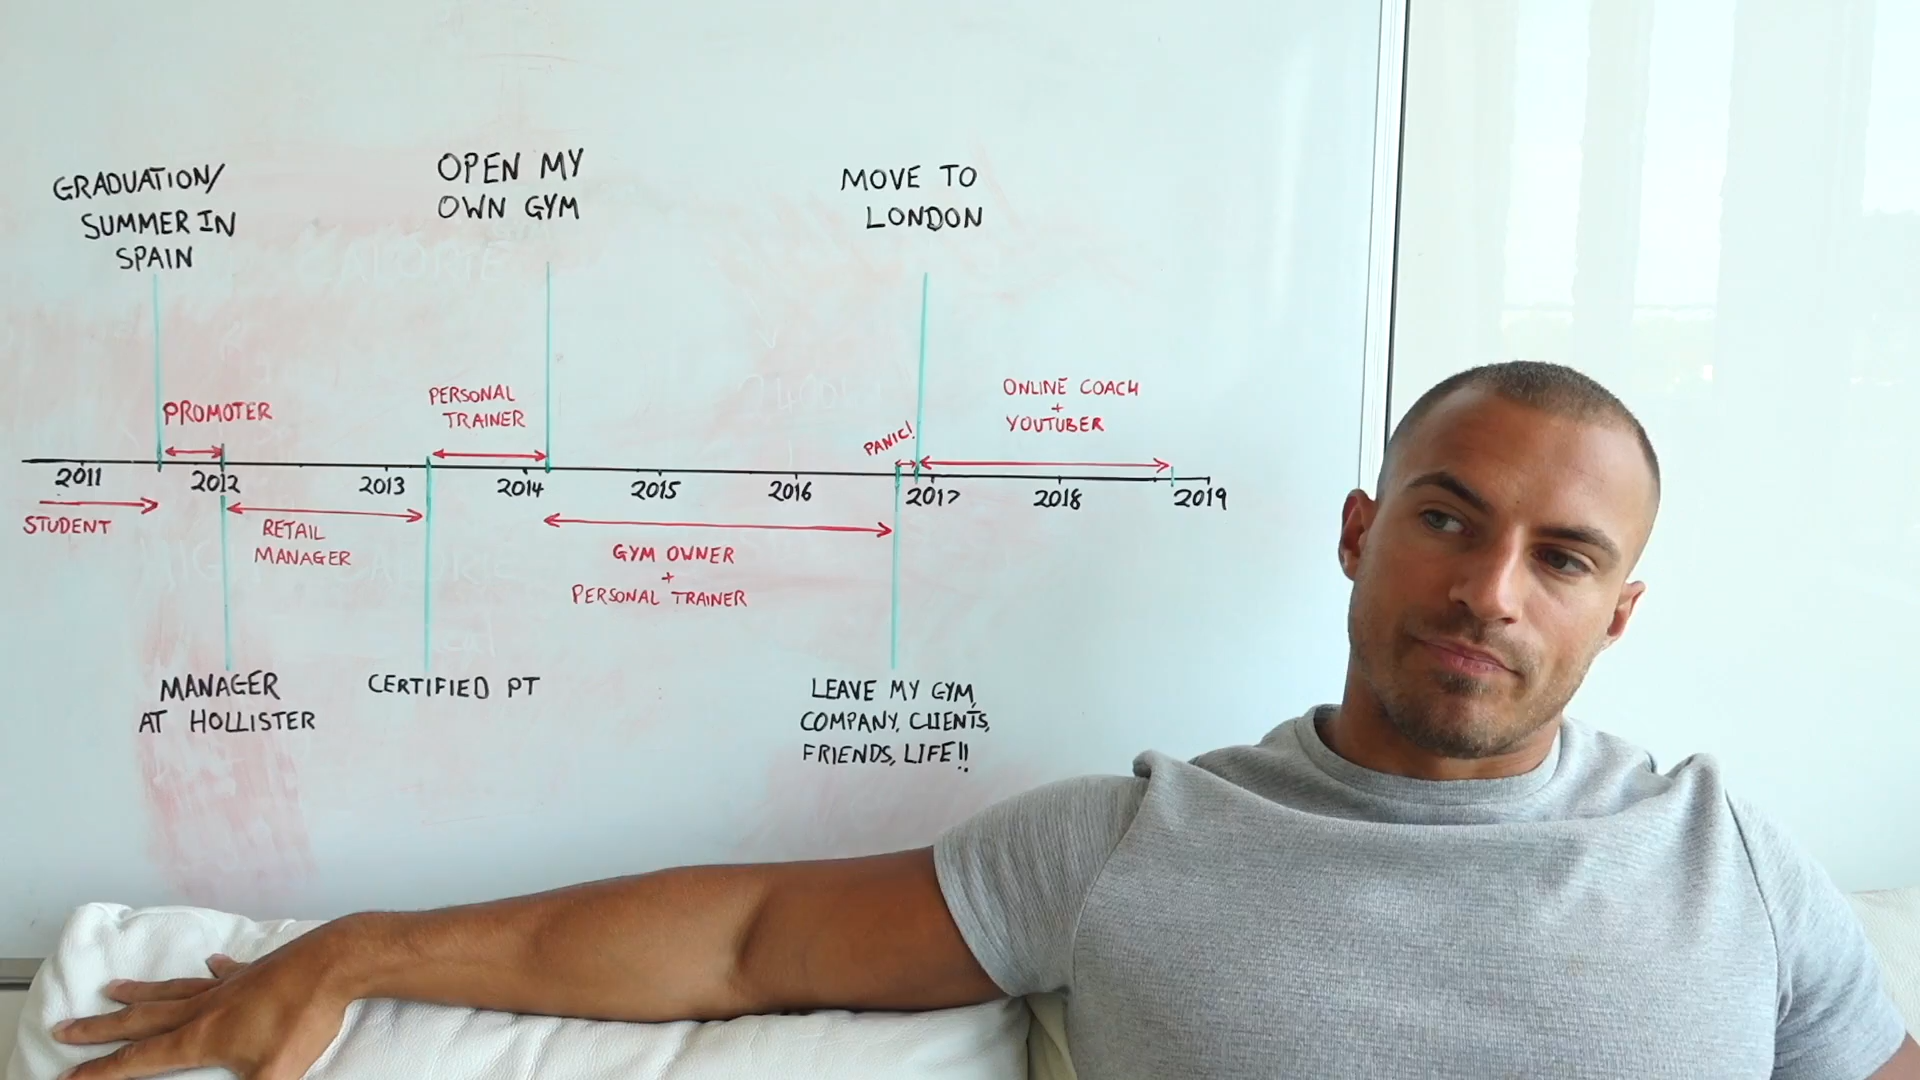 GRADUATION/
SUMMER IN
SPAIN
OPEN MY
OWN GYM
MOVE TO
LONDON
PROMOTER
PERSONAL
TRAINER
PANIC!
ONLINE COACH
+
YOUTUBER
2011
2012
2013
2014
2015
2016
2017
2018
2019
STUDENT
RETAIL
MANAGER
GYM OWNER
+
PERSONAL TRAINER
MANAGER
AT HOLLISTER
CERTIFIED PT
LEAVE MY GYM,
COMPANY, CLIENTS,
FRIENDS, LIFE!!
CALORIE